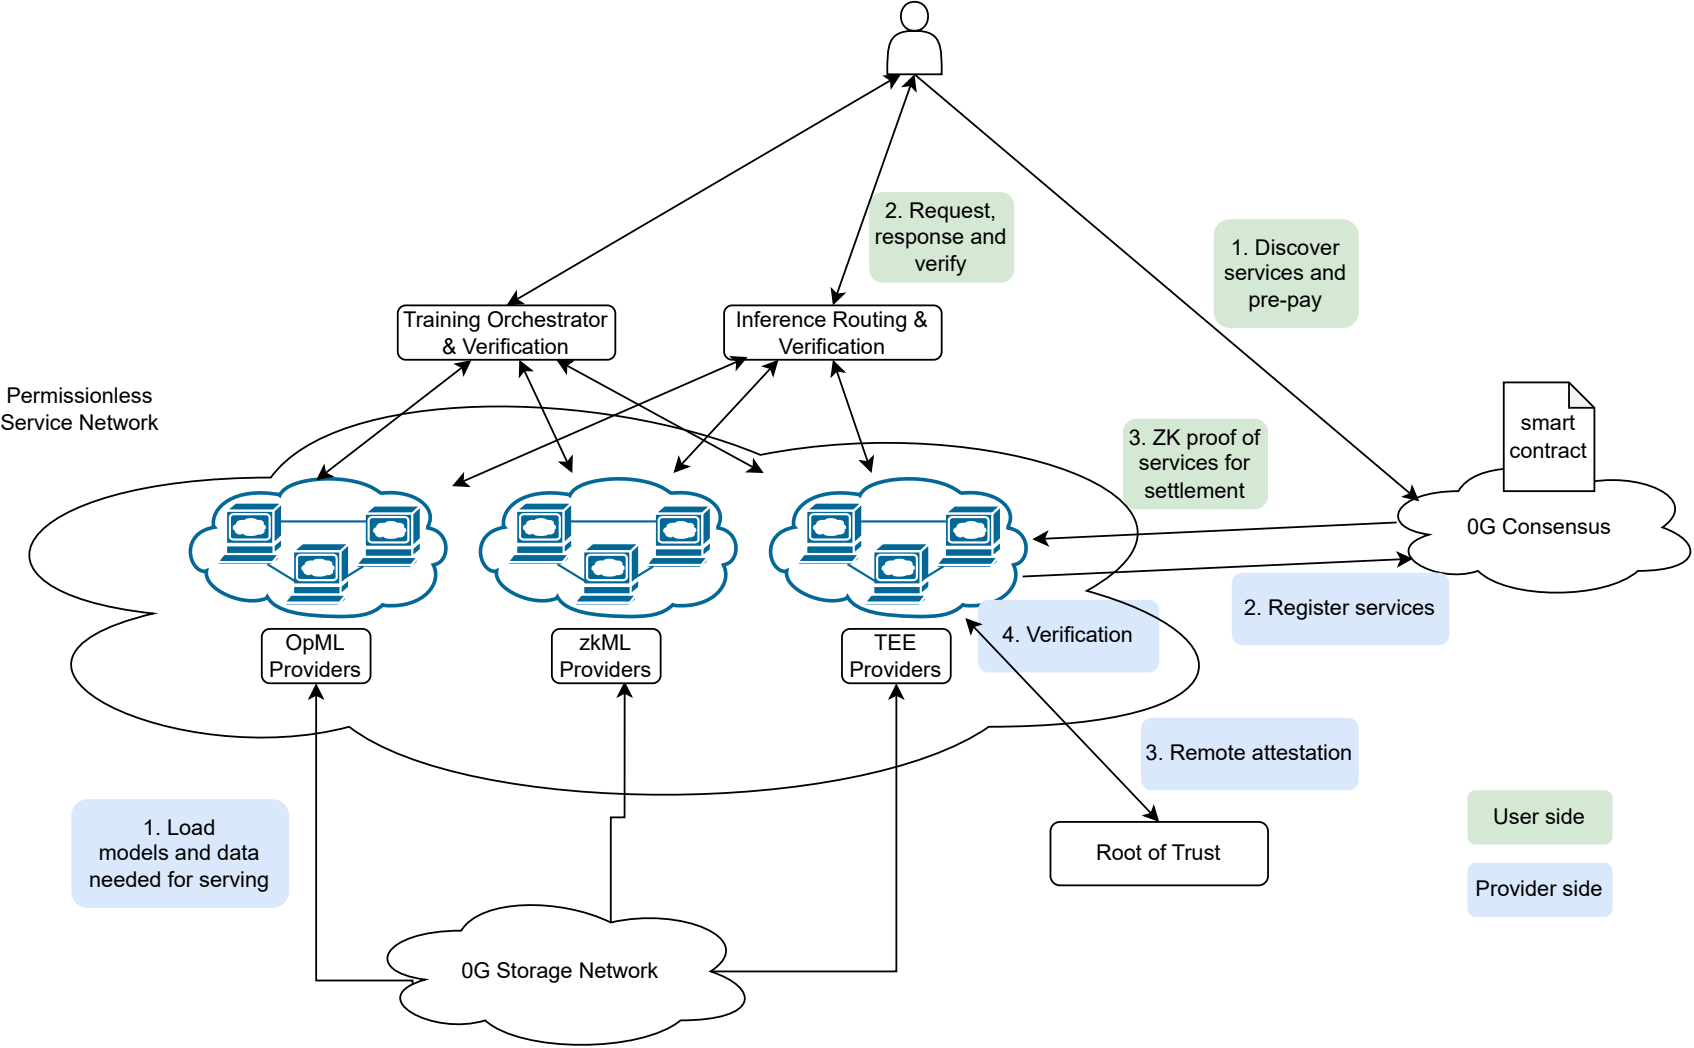 2. Request,
response and
verify
1. Discover
services and
pre-pay
Training Orchestrator
& Verification
Inference Routing &
Verification
Permissionless
Service Network
smart
contract
3. ZK proof of
services for
settlement
0G Consensus
2. Register services
4. Verification
OpML
Providers
zkML
Providers
TEE
Providers
3. Remote attestation
1. Load
models and data
needed for serving
User side
Root of Trust
Provider side
0G Storage Network